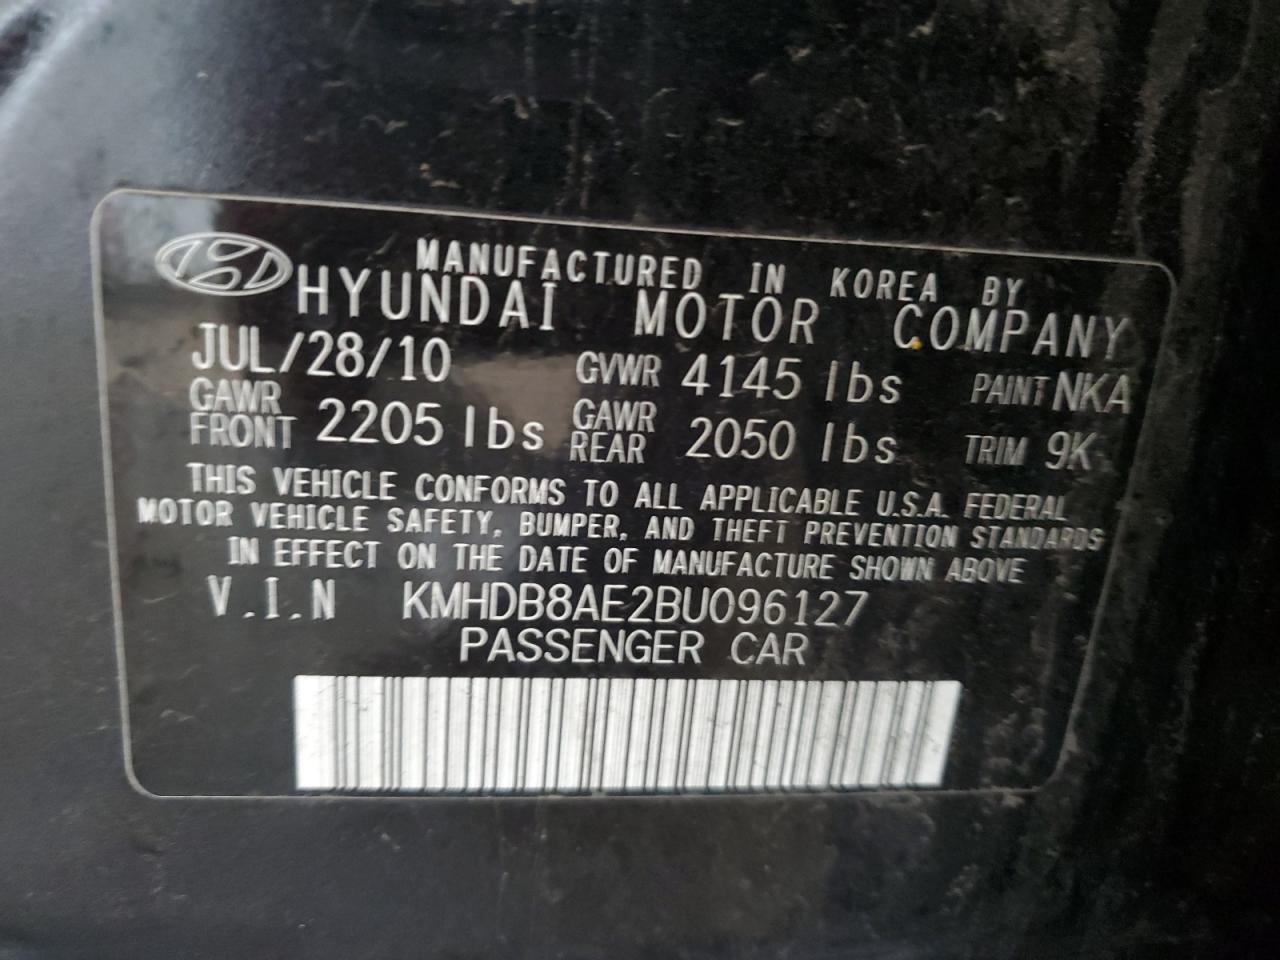 MANUFACTURED IN KOREA BY
HYUNDAI MOTOR COMPANY
JUL/28/10 GVWR 4145 lbs PAINT NKA
GAWR FRONT 2205 lbs GAWR REAR 2050 lbs TRIM 9K
THIS VEHICLE CONFORMS TO ALL APPLICABLE U.S.A. FEDERAL
MOTOR VEHICLE SAFETY, BUMPER, AND THEFT PREVENTION STANDARDS
IN EFFECT ON THE DATE OF MANUFACTURE SHOWN ABOVE
V.I.N KMHDB8AE2BU096127
PASSENGER CAR